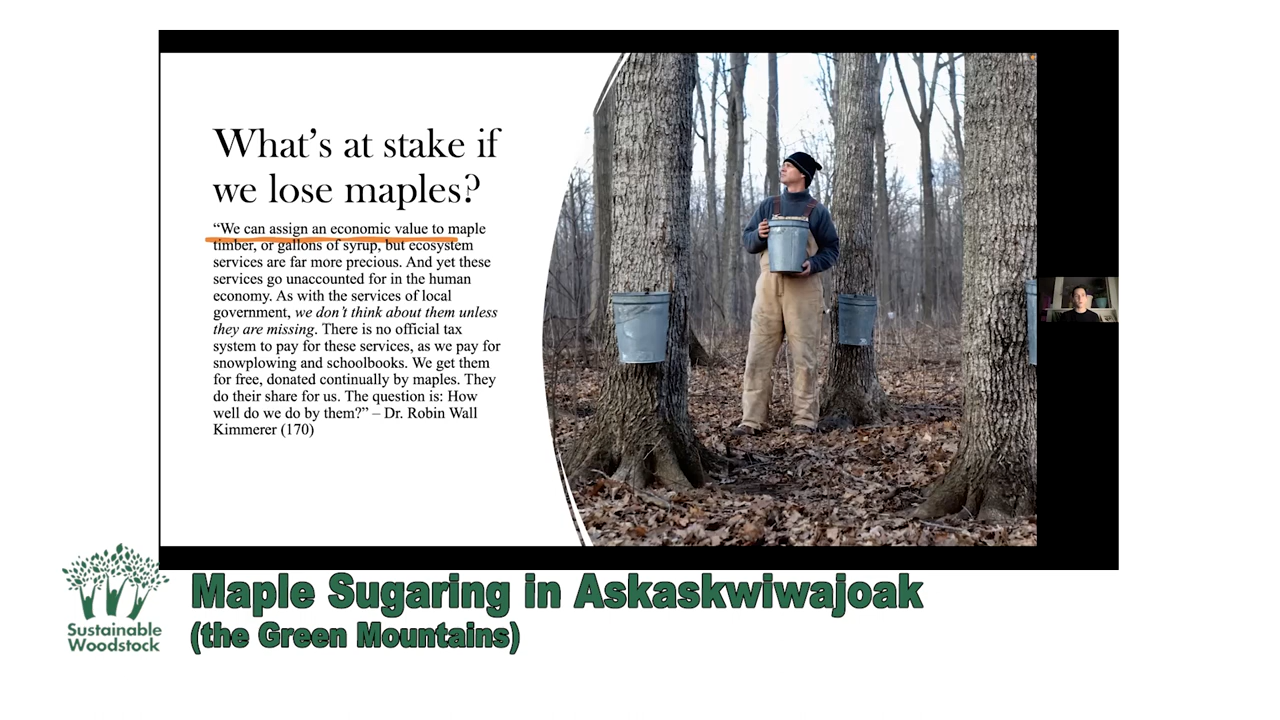 What's at stake if
we lose maples?
“We can assign an economic value to maple
timber, or gallons of syrup, but ecosystem
services are far more precious. And yet these
services go unaccounted for in the human
economy. As with the services of local
government, we don't think about them unless
they are missing. There is no official tax
system to pay for these services, as we pay for
snowplowing and schoolbooks. We get them
for free, donated continually by maples. They
do their share for us. The question is: How
well do we do by them?” – Dr. Robin Wall
Kimmerer (170)
Sustainable
Woodstock
Maple Sugaring in Askaskwiwajoak
(the Green Mountains)